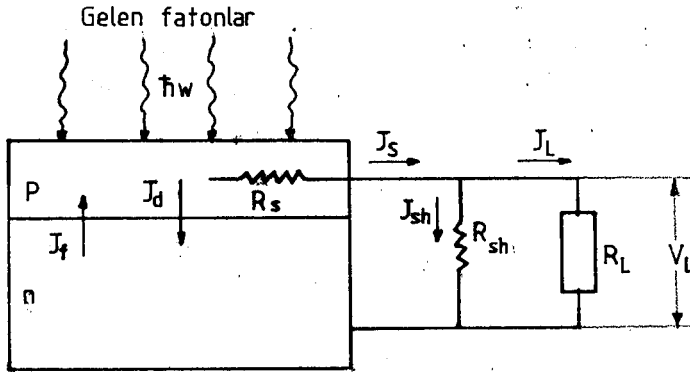 Gelen fatonlar
ħw
P
J_f
J_d
R_s
n
J_s
J_L
J_sh
R_sh
R_L
V_L